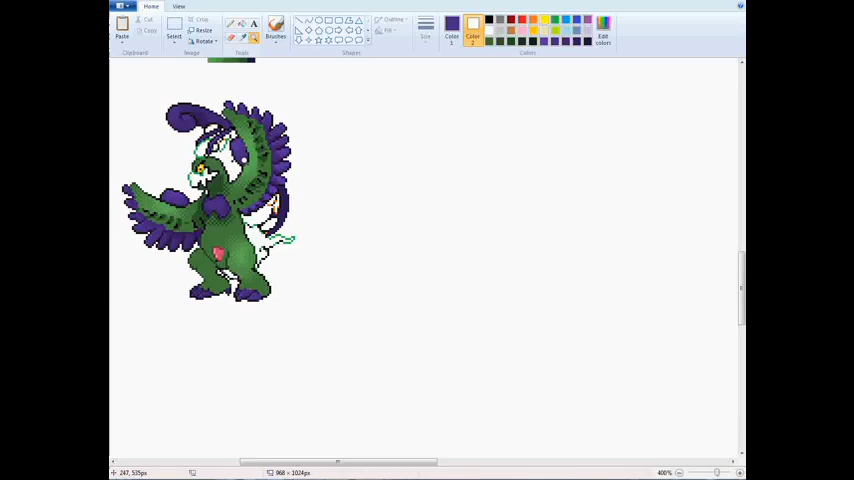 Home View
Cut
Copy
Paste
Clipboard
Select
Crop
Resize
Rotate
Image
Tools
Brushes
Outline
Fill
Shapes
Size
Color 1
Color 2
Edit colors
Colors
247, 535px
968 × 1024px
400%